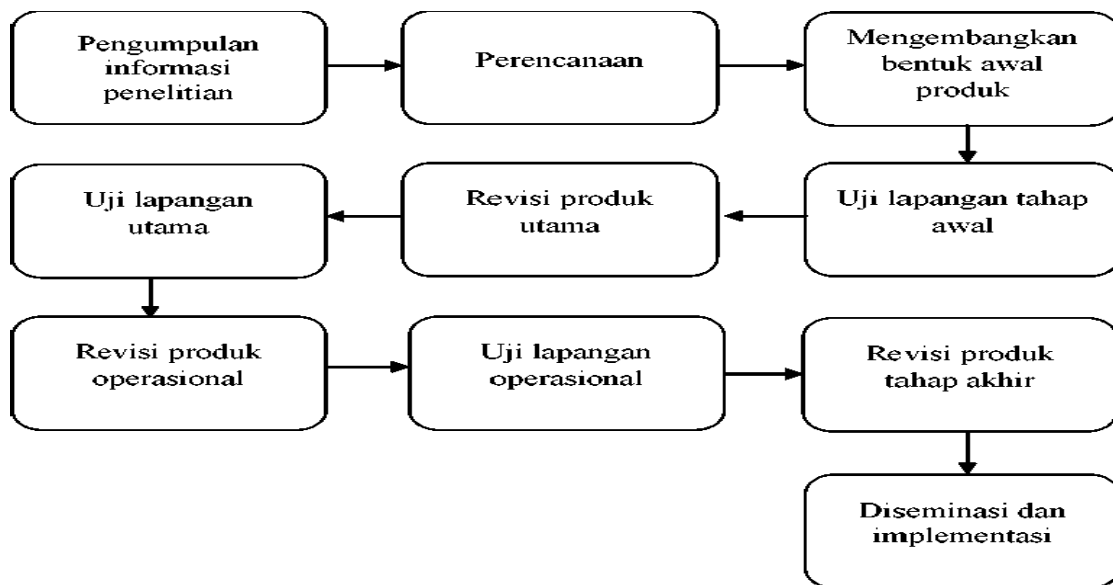 Pengumpulan
informasi
penelitian
Perencanaan
Mengembangkan
bentuk awal
produk
Uji lapangan tahap
awal
Revisi produk
utama
Uji lapangan
utama
Revisi produk
operasional
Uji lapangan
operasional
Revisi produk
tahap akhir
Diseminasi dan
implementasi